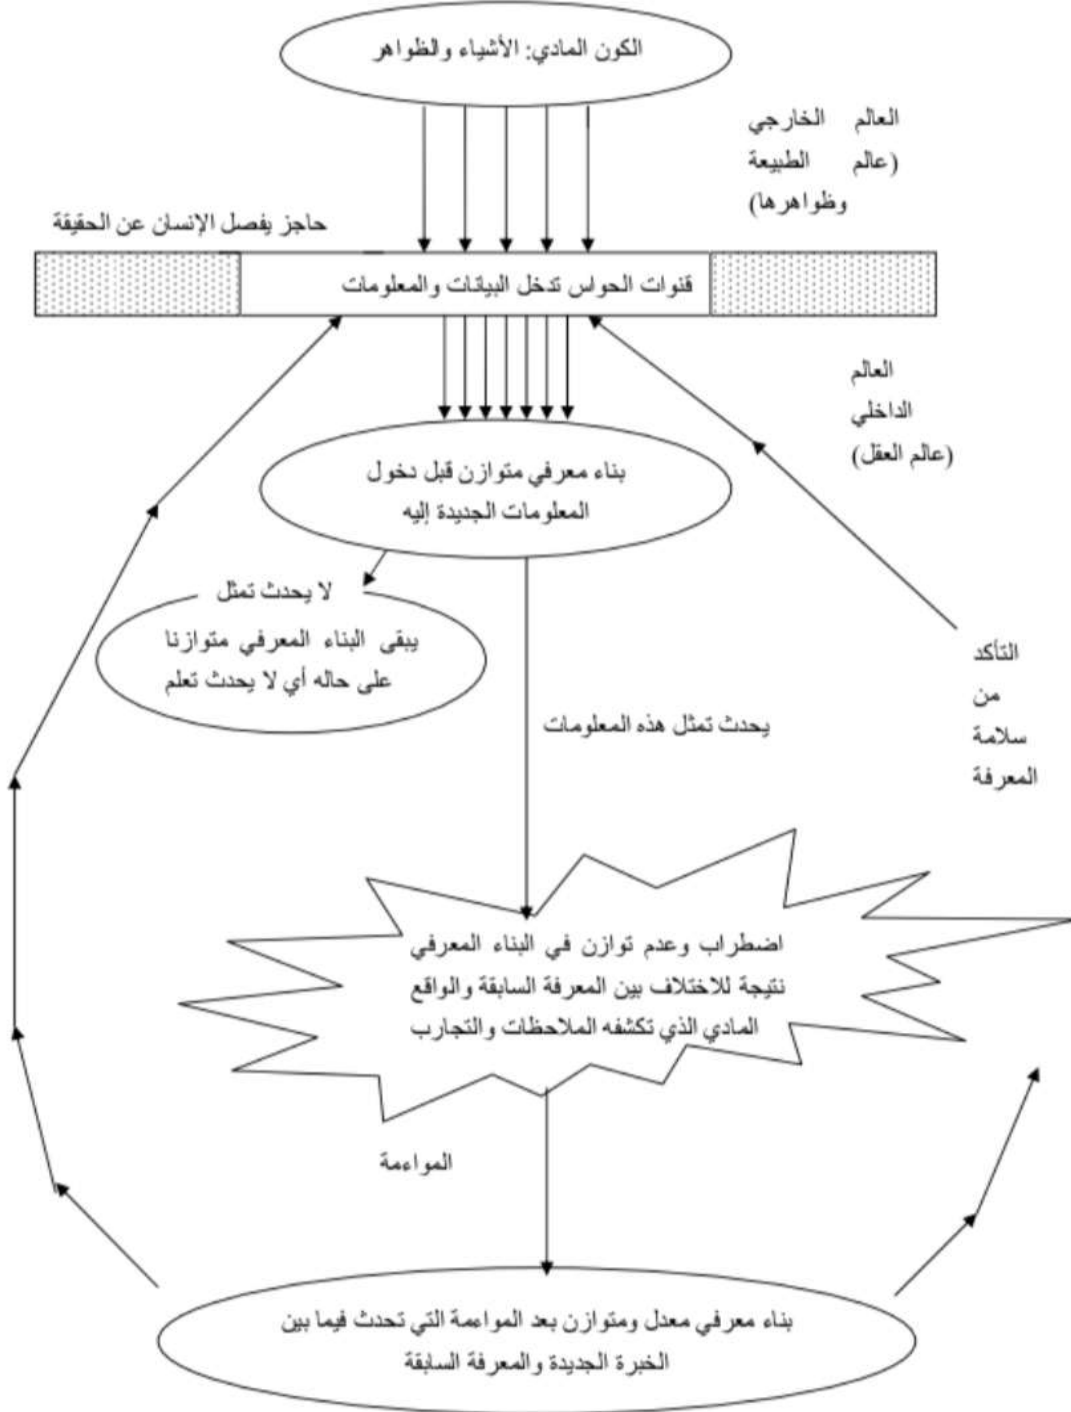 الكون المادي: الأشياء والظواهر
العالم الخارجي
(عالم الطبيعة
وظواهرها)
حاجز يفصل الإنسان عن الحقيقة
قنوات الحواس تدخل البيانات والمعلومات
العالم
الداخلي
(عالم العقل)
بناء معرفي متوازن قبل دخول
المعلومات الجديدة إليه
لا يحدث تمثل
يبقى البناء المعرفي متوازنا
على حاله أي لا يحدث تعلم
التأكد
من
سلامة
المعرفة
يحدث تمثل هذه المعلومات
اضطراب وعدم توازن في البناء المعرفي
نتيجة للاختلاف بين المعرفة السابقة والواقع
المادي الذي تكشفه الملاحظات والتجارب
المواءمة
بناء معرفي معدل ومتوازن بعد المواءمة التي تحدث فيما بين
الخبرة الجديدة والمعرفة السابقة